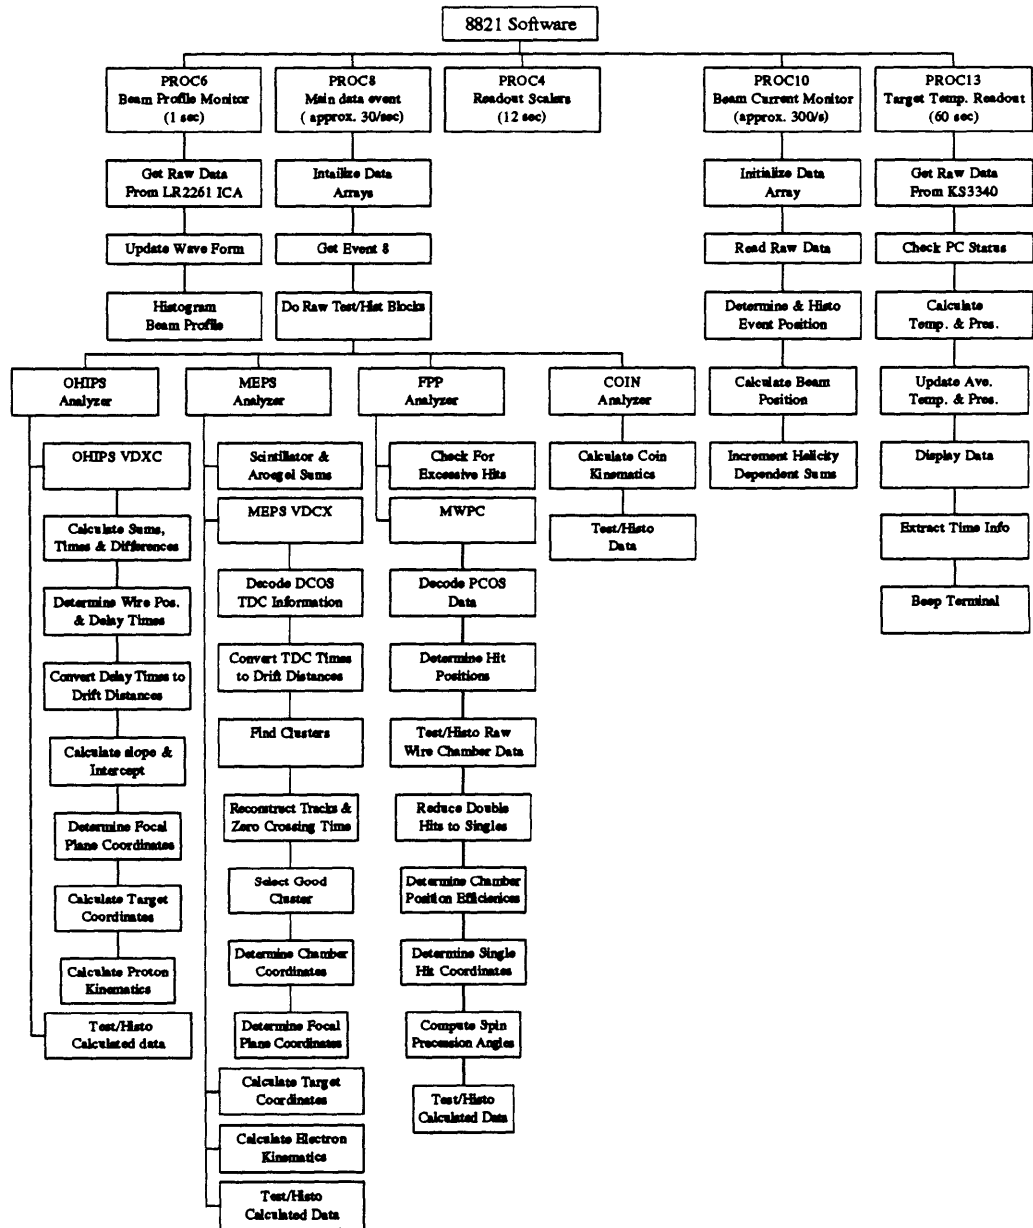 8821 Software
PROC6
Beam Profile Monitor
(1 sec)
Get Raw Data
From LR2261 ICA
Update Wave Form
Histogram
Beam Profile
PROC8
Main data event
( approx. 30/sec)
Intailize Data
Arrays
Get Event 8
Do Raw Test/Hist Blocks
PROC4
Readout Scalers
(12 sec)
PROC10
Beam Current Monitor
(approx. 300/s)
Initialize Data
Array
Read Raw Data
Determine & Histo
Event Position
Calculate Beam
Position
Increment Helicity
Dependent Sums
PROC13
Target Temp. Readout
(60 sec)
Get Raw Data
From KS3340
Check PC Status
Calculate
Temp. & Pres.
Update Ave.
Temp. & Pres.
Display Data
Extract Time Info
Beep Terminal
OHIPS
Analyzer
OHIPS VDXC
Calculate Sums,
Times & Differences
Determine Wire Pos.
& Delay Times
Convert Delay Times to
Drift Distances
Calculate slope &
Intercept
Determine Focal
Plane Coordinates
Calculate Target
Coordinates
Calculate Proton
Kinematics
Test/Histo
Calculated data
MEPS
Analyzer
Scintillator &
Aroegel Sums
MEPS VDCX
Decode DCOS
TDC Information
Convert TDC Times
to Drift Distances
Find Clusters
Reconstruct Tracks &
Zero Crossing Time
Select Good
Cluster
Determine Chamber
Coordinates
Determine Focal
Plane Coordinates
Calculate Target
Coordinates
Calculate Electron
Kinematics
Test/Histo
Calculated Data
FPP
Analyzer
Check For
Excessive Hits
MWPC
Decode PCOS
Data
Determine Hit
Positions
Test/Histo Raw
Wire Chamber Data
Reduce Double
Hits to Singles
Determine Chamber
Position Efficiences
Determine Single
Hit Coordinates
Compute Spin
Precession Angles
Test/Histo
Calculated Data
COIN
Analyzer
Calculate Coin
Kinematics
Test/Histo
Data